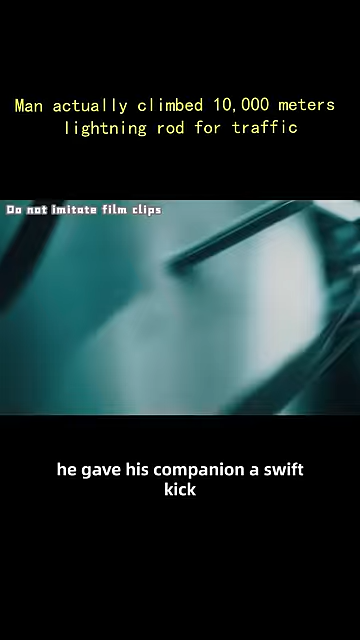 Man actually climbed 10,000 meters
lightning rod for traffic
Do not imitate film clips
he gave his companion a swift
kick